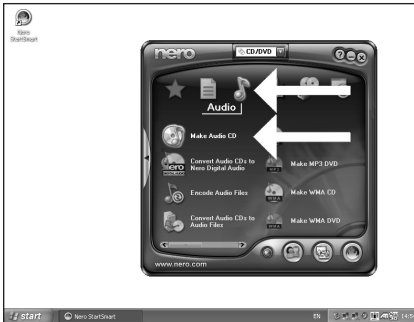 Nero
StartSmart
nero
CD/DVD
Audio
Make Audio CD
Convert Audio CDs to
Nero Digital Audio
Make MP3 DVD
Encode Audio Files
Make WMA CD
Convert Audio CDs to
Audio Files
Make WMA DVD
www.nero.com
start
Nero StartSmart
EN